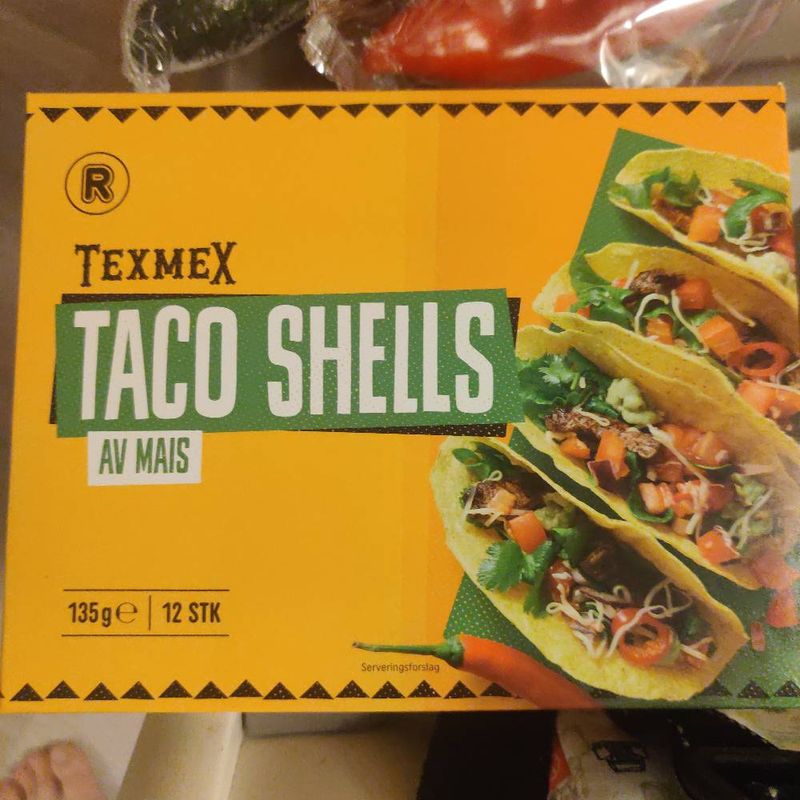 R
TEXMEX
TACO SHELLS
AV MAIS
135g℮ | 12 STK
Serveringsforslag